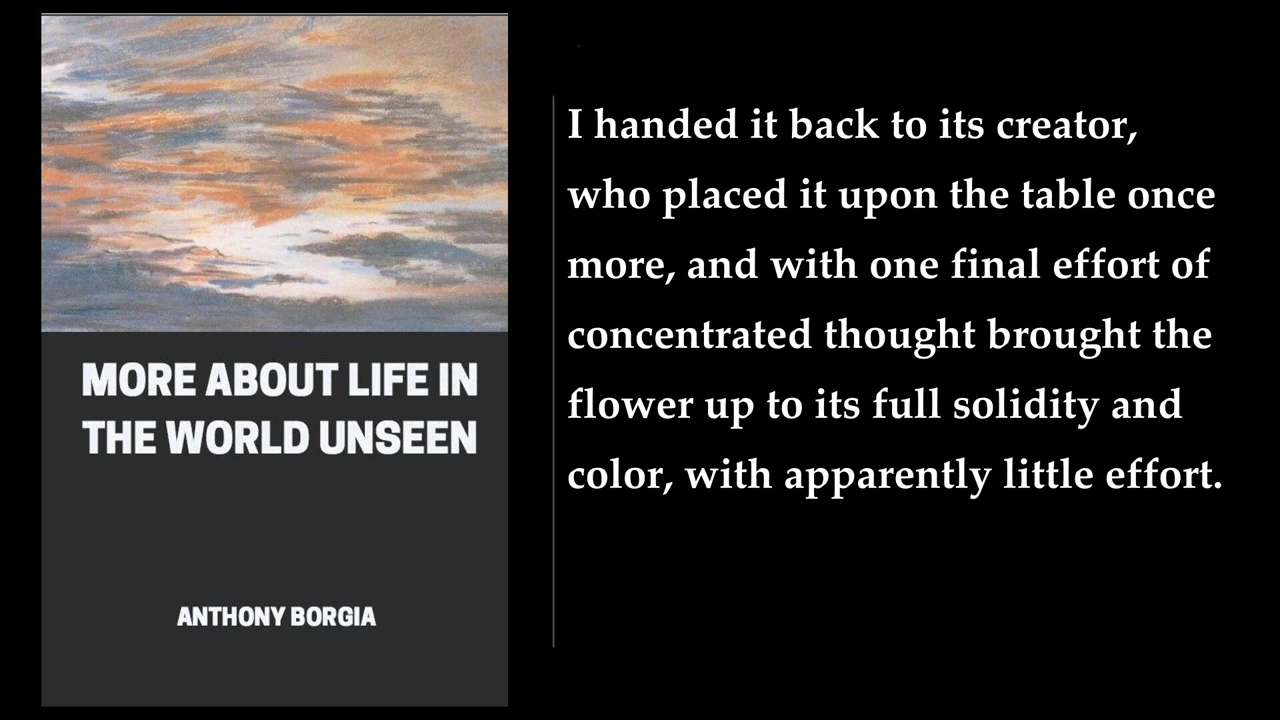 MORE ABOUT LIFE IN
THE WORLD UNSEEN
ANTHONY BORGIA
I handed it back to its creator,
who placed it upon the table once
more, and with one final effort of
concentrated thought brought the
flower up to its full solidity and
color, with apparently little effort.